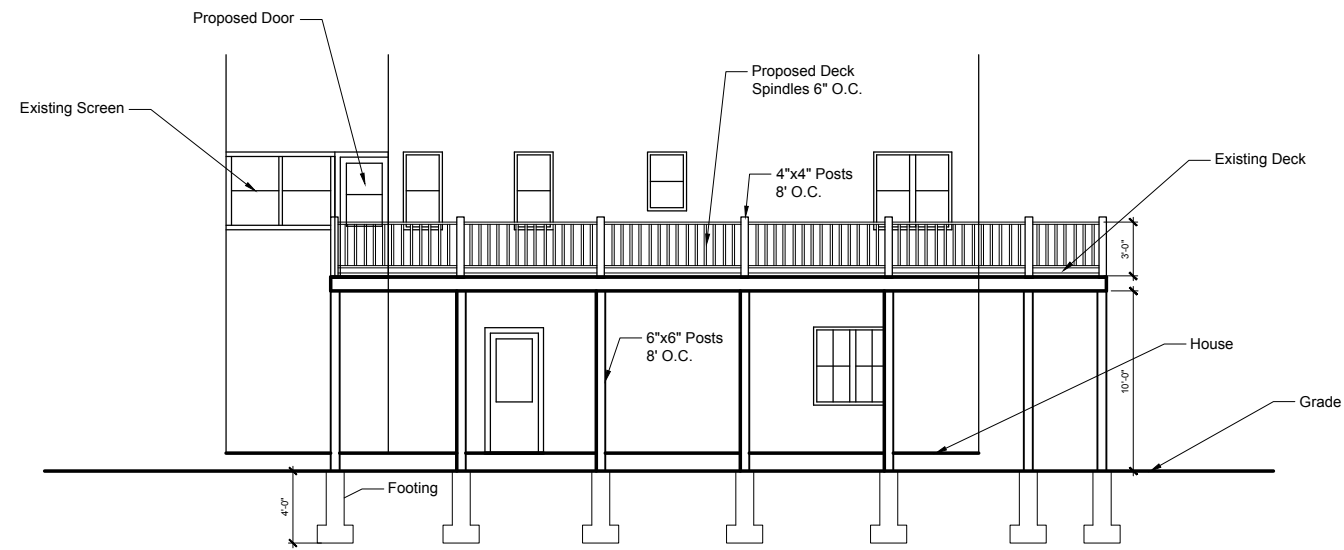 Proposed Door
Existing Screen
Proposed Deck
Spindles 6" O.C.
4"x4" Posts
8' O.C.
Existing Deck
3'-0"
6"x6" Posts
8' O.C.
House
10'-0"
Grade
Footing
4'-0"